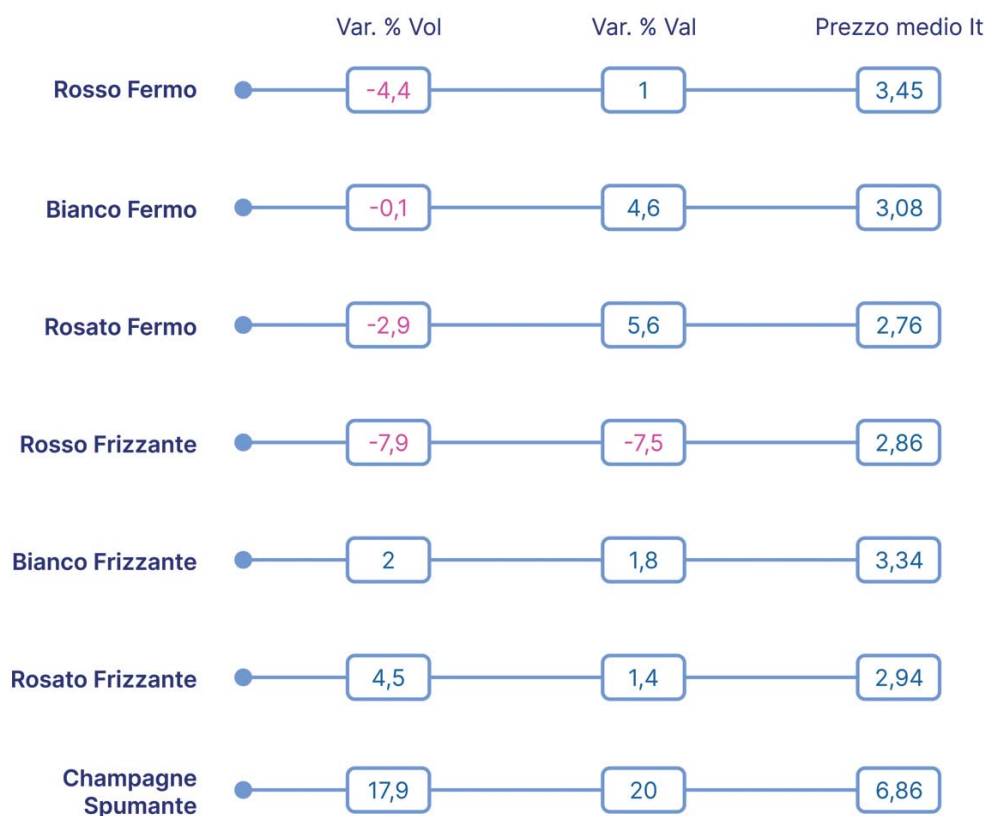 Var. % Vol Var. % Val Prezzo medio lt
Rosso Fermo -4,4 1 3,45
Bianco Fermo -0,1 4,6 3,08
Rosato Fermo -2,9 5,6 2,76
Rosso Frizzante -7,9 -7,5 2,86
Bianco Frizzante 2 1,8 3,34
Rosato Frizzante 4,5 1,4 2,94
Champagne
Spumante 17,9 20 6,86